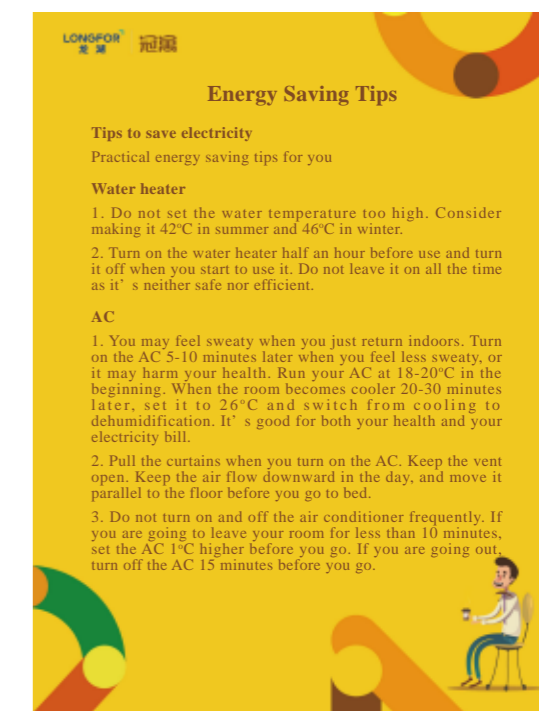 LONGFOR
龙湖
冠寓
Energy Saving Tips
Tips to save electricity
Practical energy saving tips for you
Water heater
1. Do not set the water temperature too high. Consider
making it 42°C in summer and 46°C in winter.
2. Turn on the water heater half an hour before use and turn
it off when you start to use it. Do not leave it on all the time
as it’ s neither safe nor efficient.
AC
1. You may feel sweaty when you just return indoors. Turn
on the AC 5-10 minutes later when you feel less sweaty, or
it may harm your health. Run your AC at 18-20°C in the
beginning. When the room becomes cooler 20-30 minutes
later, set it to 26°C and switch from cooling to
dehumidification. It’ s good for both your health and your
electricity bill.
2. Pull the curtains when you turn on the AC. Keep the vent
open. Keep the air flow downward in the day, and move it
parallel to the floor before you go to bed.
3. Do not turn on and off the air conditioner frequently. If
you are going to leave your room for less than 10 minutes,
set the AC 1°C higher before you go. If you are going out,
turn off the AC 15 minutes before you go.